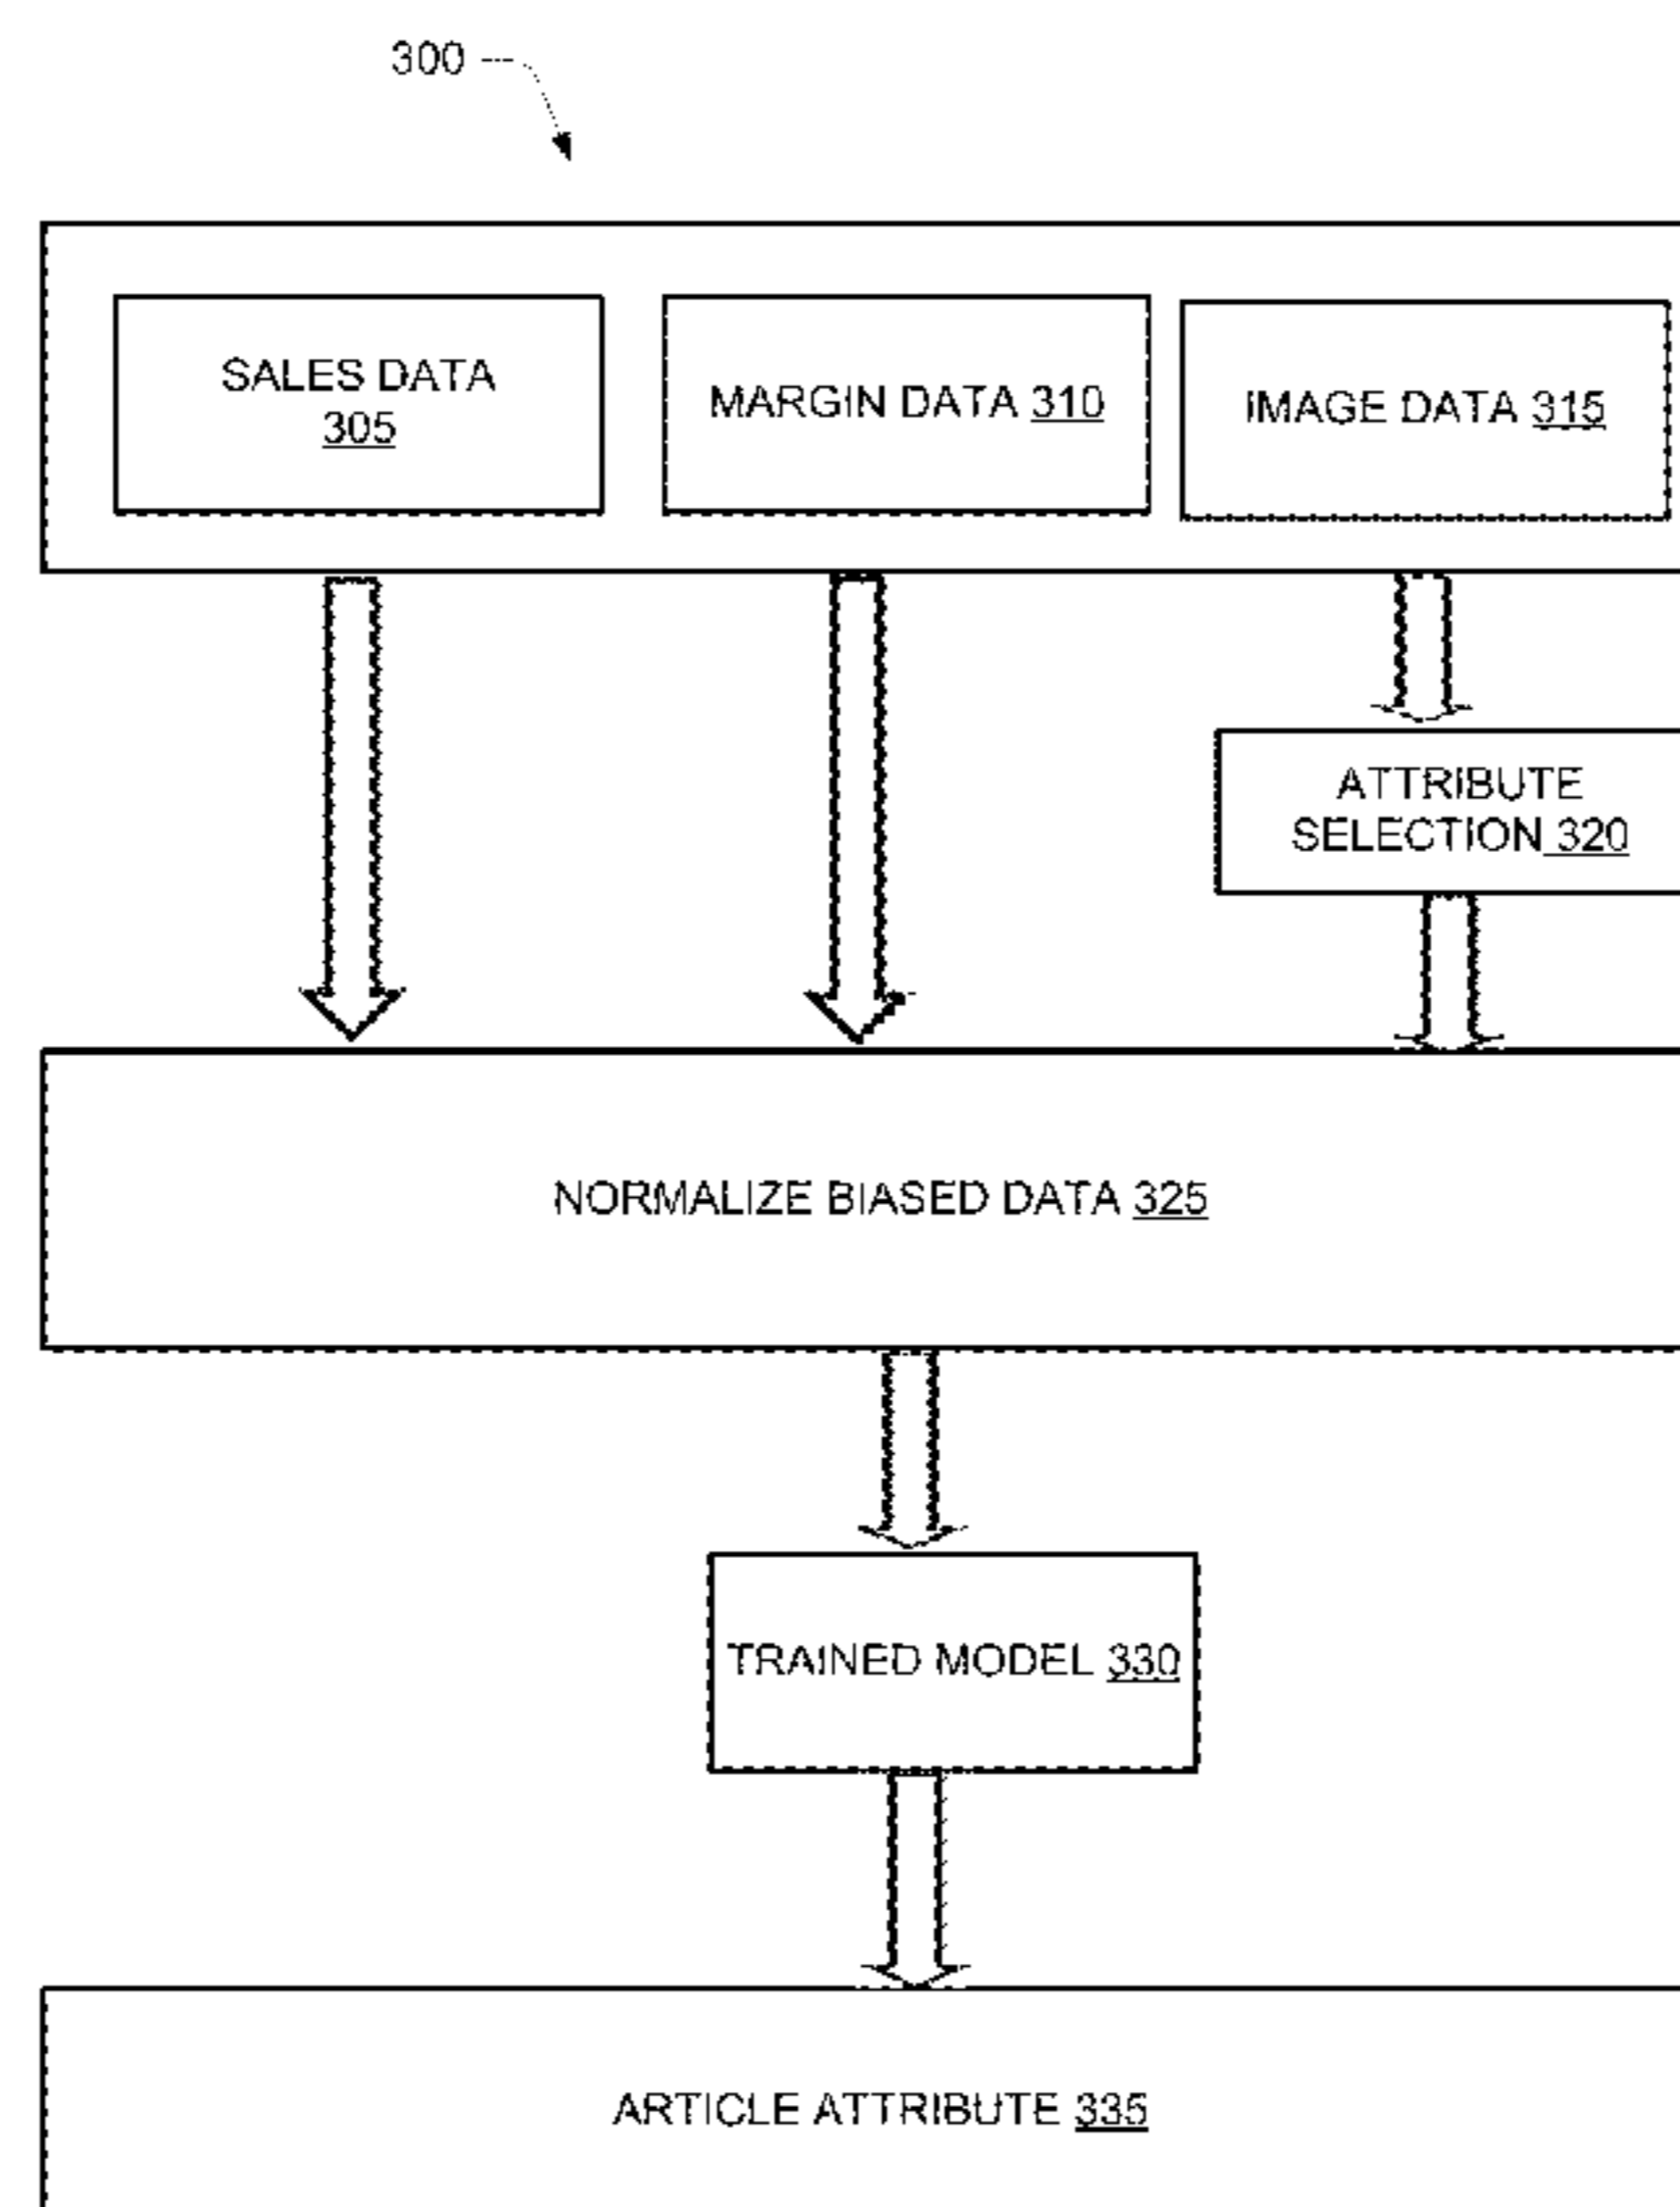 300
SALES DATA
305
MARGIN DATA 310
IMAGE DATA 315
ATTRIBUTE
SELECTION 320
NORMALIZE BIASED DATA 325
TRAINED MODEL 330
ARTICLE ATTRIBUTE 335